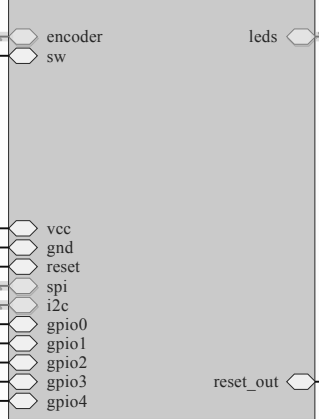 encoder
leds
sw
vcc
gnd
reset
spi
i2c
gpio0
gpio1
gpio2
gpio3
reset_out
gpio4